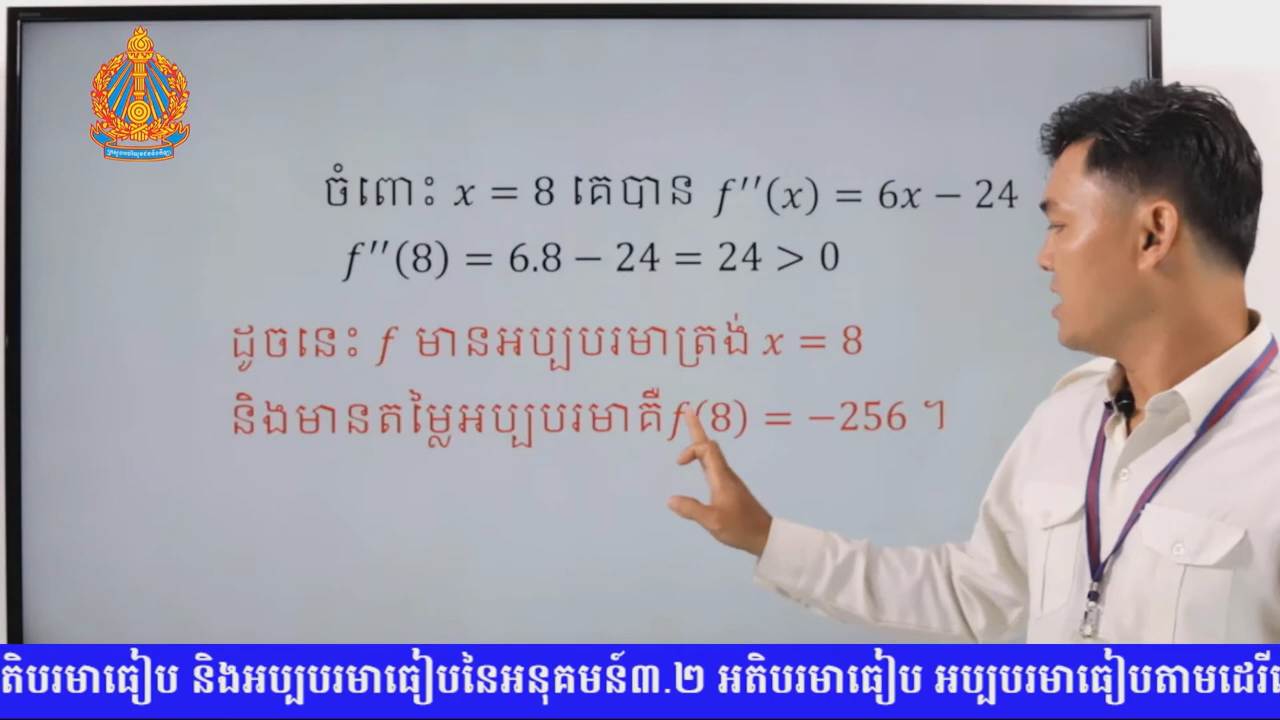 ចំពោះ x = 8 គេបាន f′′(x) = 6x − 24
f′′(8) = 6.8 − 24 = 24 > 0
ដូចនេះ f មានអប្បបរមាត្រង់ x = 8
និងមានតម្លៃអប្បបរមាគឺ f(8) = −256 ។
តិបរមាធៀប និងអប្បបរមាធៀបនៃអនុគមន៍៣.២ អតិបរមាធៀប អប្បបរមាធៀបតាមដេរីវេ